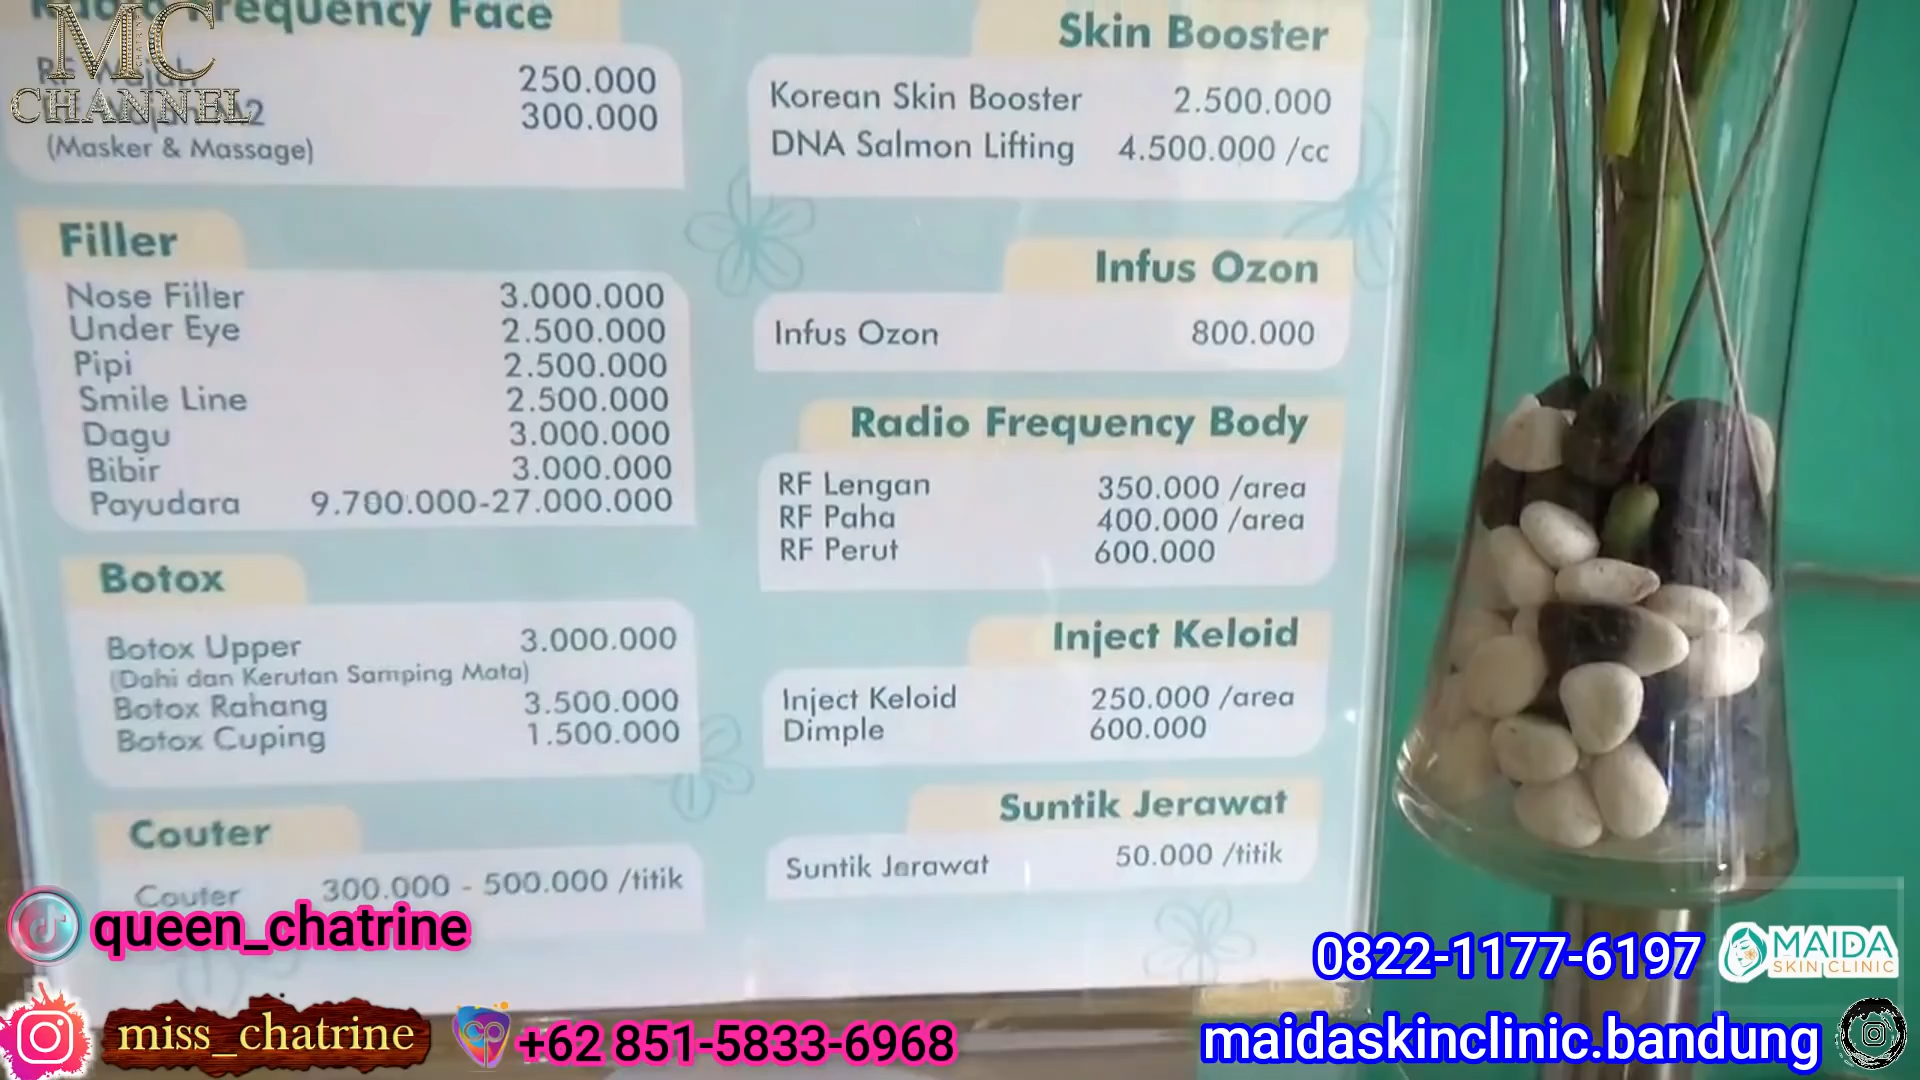 Radio Frequency Face
RF Wajah 250.000
A2 300.000
(Masker & Massage)
Filler
Nose Filler 3.000.000
Under Eye 2.500.000
Pipi 2.500.000
Smile Line 2.500.000
Dagu 3.000.000
Bibir 3.000.000
Payudara 9.700.000-27.000.000
Botox
Botox Upper 3.000.000
(Dahi dan Kerutan Samping Mata)
Botox Rahang 3.500.000
Botox Cuping 1.500.000
Couter
Couter 300.000 - 500.000 /titik
Skin Booster
Korean Skin Booster 2.500.000
DNA Salmon Lifting 4.500.000 /cc
Infus Ozon
Infus Ozon 800.000
Radio Frequency Body
RF Lengan 350.000 /area
RF Paha 400.000 /area
RF Perut 600.000
Inject Keloid
Inject Keloid 250.000 /area
Dimple 600.000
Suntik Jerawat
Suntik Jerawat 50.000 /titik
MC
CHANNEL
queen_chatrine
miss_chatrine
+62 851-5833-6968
0822-1177-6197
MAIDA
SKIN CLINIC
maidaskinclinic.bandung